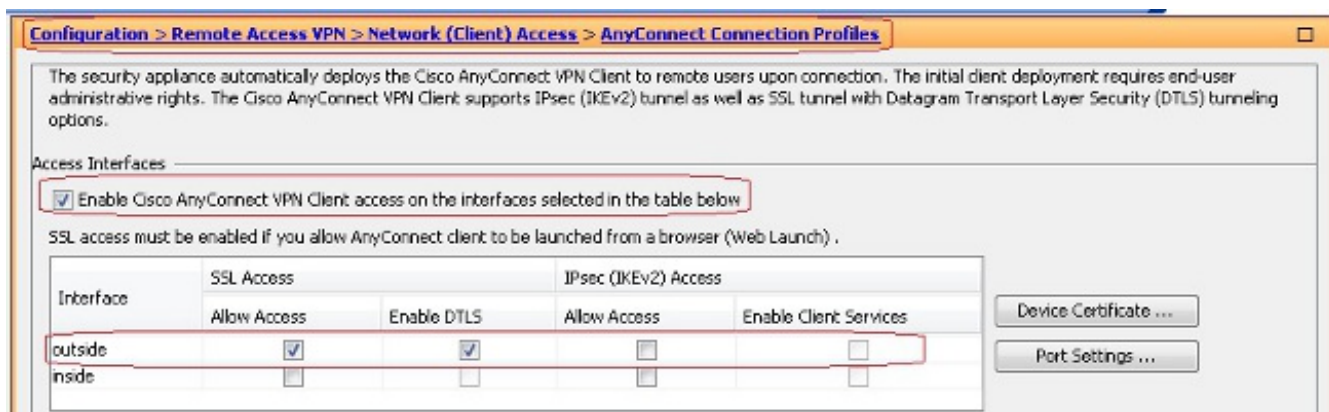 Configuration > Remote Access VPN > Network (Client) Access > AnyConnect Connection Profiles
The security appliance automatically deploys the Cisco AnyConnect VPN Client to remote users upon connection. The initial client deployment requires end-user
administrative rights. The Cisco AnyConnect VPN Client supports IPsec (IKEv2) tunnel as well as SSL tunnel with Datagram Transport Layer Security (DTLS) tunneling
options.
Access Interfaces
Enable Cisco AnyConnect VPN Client access on the interfaces selected in the table below
SSL access must be enabled if you allow AnyConnect client to be launched from a browser (Web Launch) .
Interface SSL Access IPsec (IKEv2) Access
Allow Access Enable DTLS Allow Access Enable Client Services
outside
inside
Device Certificate ...
Port Settings ...